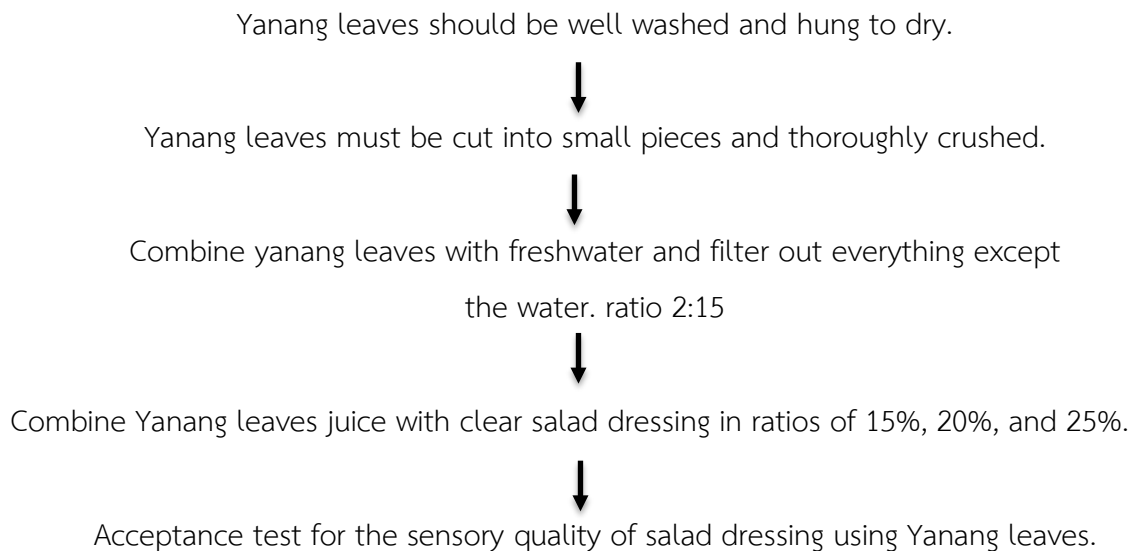 Yanang leaves should be well washed and hung to dry.
Yanang leaves must be cut into small pieces and thoroughly crushed.
Combine yanang leaves with freshwater and filter out everything except
the water. ratio 2:15
Combine Yanang leaves juice with clear salad dressing in ratios of 15%, 20%, and 25%.
Acceptance test for the sensory quality of salad dressing using Yanang leaves.